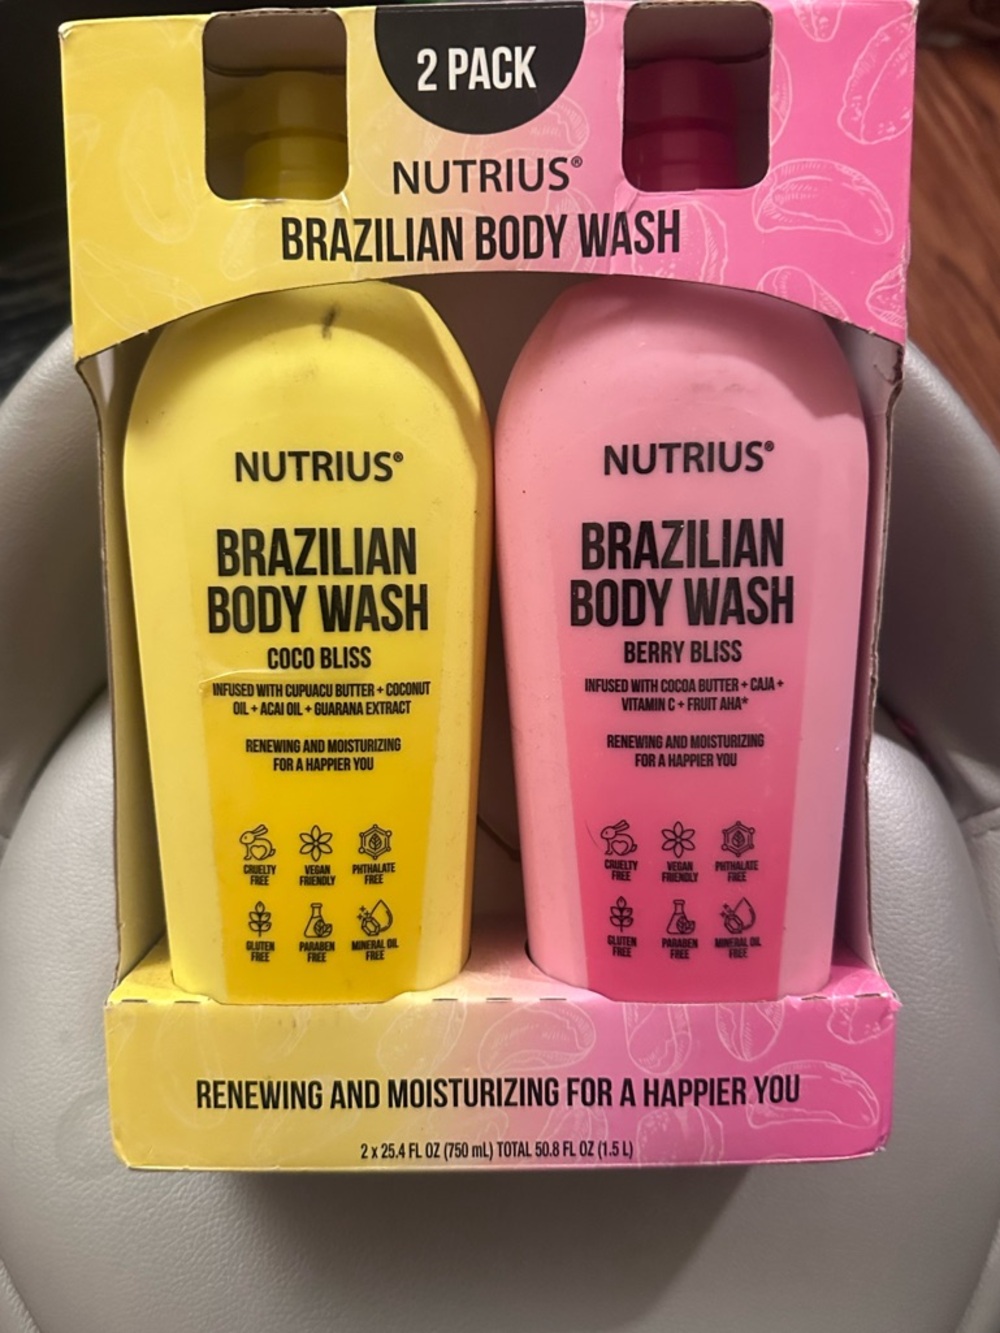 2 PACK
NUTRIUS®
BRAZILIAN BODY WASH
NUTRIUS®
BRAZILIAN
BODY WASH
COCO BLISS
INFUSED WITH CUPUACU BUTTER + COCONUT
OIL + ACAI OIL + GUARANA EXTRACT
RENEWING AND MOISTURIZING
FOR A HAPPIER YOU
CRUELTY
FREE
VEGAN
FRIENDLY
PHTHALATE
FREE
GLUTEN
FREE
PARABEN
FREE
MINERAL OIL
FREE
NUTRIUS®
BRAZILIAN
BODY WASH
BERRY BLISS
INFUSED WITH COCOA BUTTER + CAJA +
VITAMIN C + FRUIT AHA*
RENEWING AND MOISTURIZING
FOR A HAPPIER YOU
CRUELTY
FREE
VEGAN
FRIENDLY
PHTHALATE
FREE
GLUTEN
FREE
PARABEN
FREE
MINERAL OIL
FREE
RENEWING AND MOISTURIZING FOR A HAPPIER YOU
2 x 25.4 FL OZ (750 mL) TOTAL 50.8 FL OZ (1.5 L)